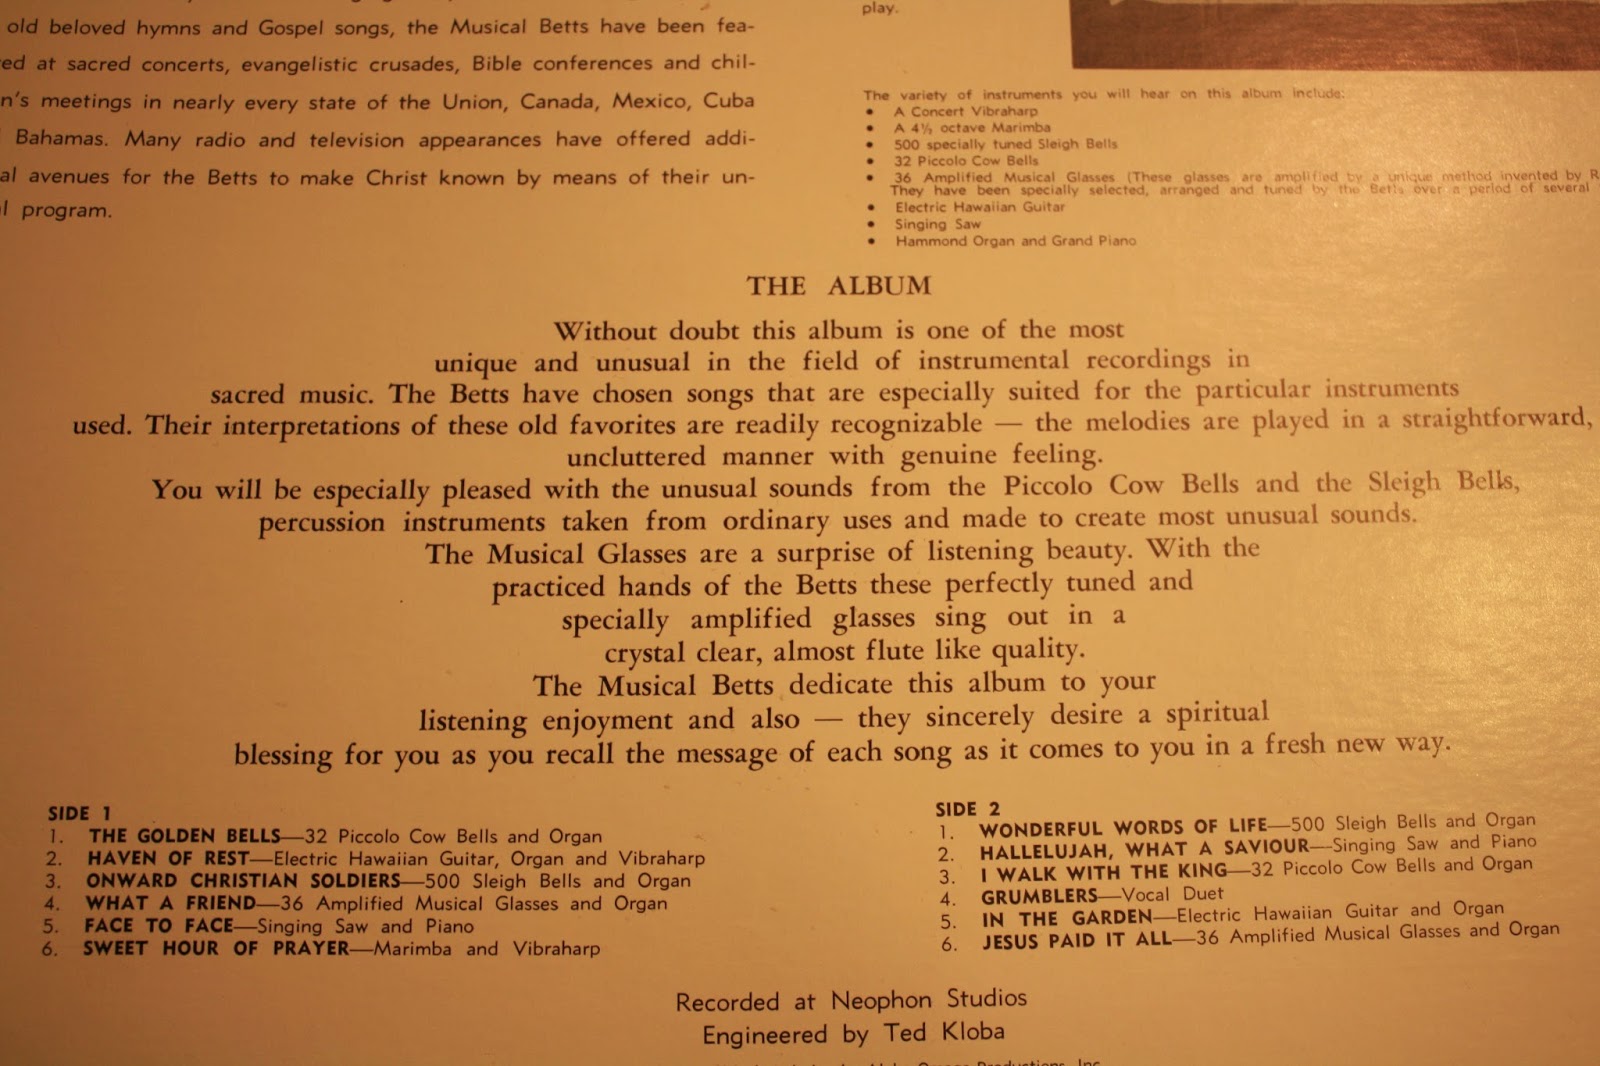 old beloved hymns and Gospel songs, the Musical Betts have been fea-
ed at sacred concerts, evangelistic crusades, Bible conferences and chil-
n's meetings in nearly every state of the Union, Canada, Mexico, Cuba
Bahamas. Many radio and television appearances have offered addi-
al avenues for the Betts to make Christ known by means of their un-
l program.
play.
The variety of instruments you will hear on this album include:
• A Concert Vibraharp
• A 4⅓ octave Marimba
• 500 specially tuned Sleigh Bells
• 32 Piccolo Cow Bells
• 36 Amplified Musical Glasses (These glasses are amplified by a unique method invented by R
They have been specially selected, arranged and tuned by the Betts over a period of several
• Electric Hawaiian Guitar
• Singing Saw
• Hammond Organ and Grand Piano
THE ALBUM
Without doubt this album is one of the most
unique and unusual in the field of instrumental recordings in
sacred music. The Betts have chosen songs that are especially suited for the particular instruments
used. Their interpretations of these old favorites are readily recognizable — the melodies are played in a straightforward,
uncluttered manner with genuine feeling.
You will be especially pleased with the unusual sounds from the Piccolo Cow Bells and the Sleigh Bells,
percussion instruments taken from ordinary uses and made to create most unusual sounds.
The Musical Glasses are a surprise of listening beauty. With the
practiced hands of the Betts these perfectly tuned and
specially amplified glasses sing out in a
crystal clear, almost flute like quality.
The Musical Betts dedicate this album to your
listening enjoyment and also — they sincerely desire a spiritual
blessing for you as you recall the message of each song as it comes to you in a fresh new way.
SIDE 1
1. THE GOLDEN BELLS—32 Piccolo Cow Bells and Organ
2. HAVEN OF REST—Electric Hawaiian Guitar, Organ and Vibraharp
3. ONWARD CHRISTIAN SOLDIERS—500 Sleigh Bells and Organ
4. WHAT A FRIEND—36 Amplified Musical Glasses and Organ
5. FACE TO FACE—Singing Saw and Piano
6. SWEET HOUR OF PRAYER—Marimba and Vibraharp
SIDE 2
1. WONDERFUL WORDS OF LIFE—500 Sleigh Bells and Organ
2. HALLELUJAH, WHAT A SAVIOUR—Singing Saw and Piano
3. I WALK WITH THE KING—32 Piccolo Cow Bells and Organ
4. GRUMBLERS—Vocal Duet
5. IN THE GARDEN—Electric Hawaiian Guitar and Organ
6. JESUS PAID IT ALL—36 Amplified Musical Glasses and Organ
Recorded at Neophon Studios
Engineered by Ted Kloba
Productions, Inc.